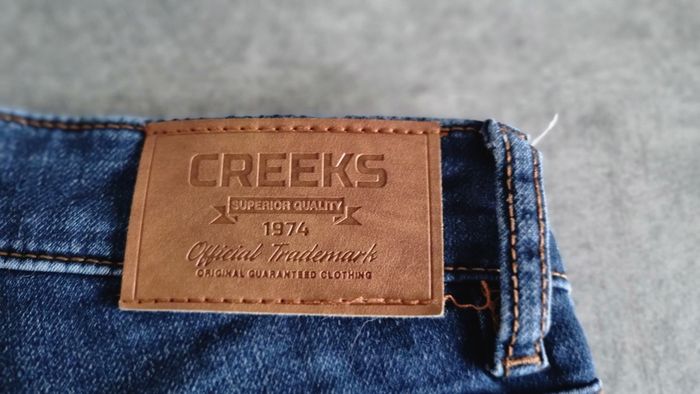 CREEKS
SUPERIOR QUALITY
1974
Official Trademark
ORIGINAL GUARANTEED CLOTHING